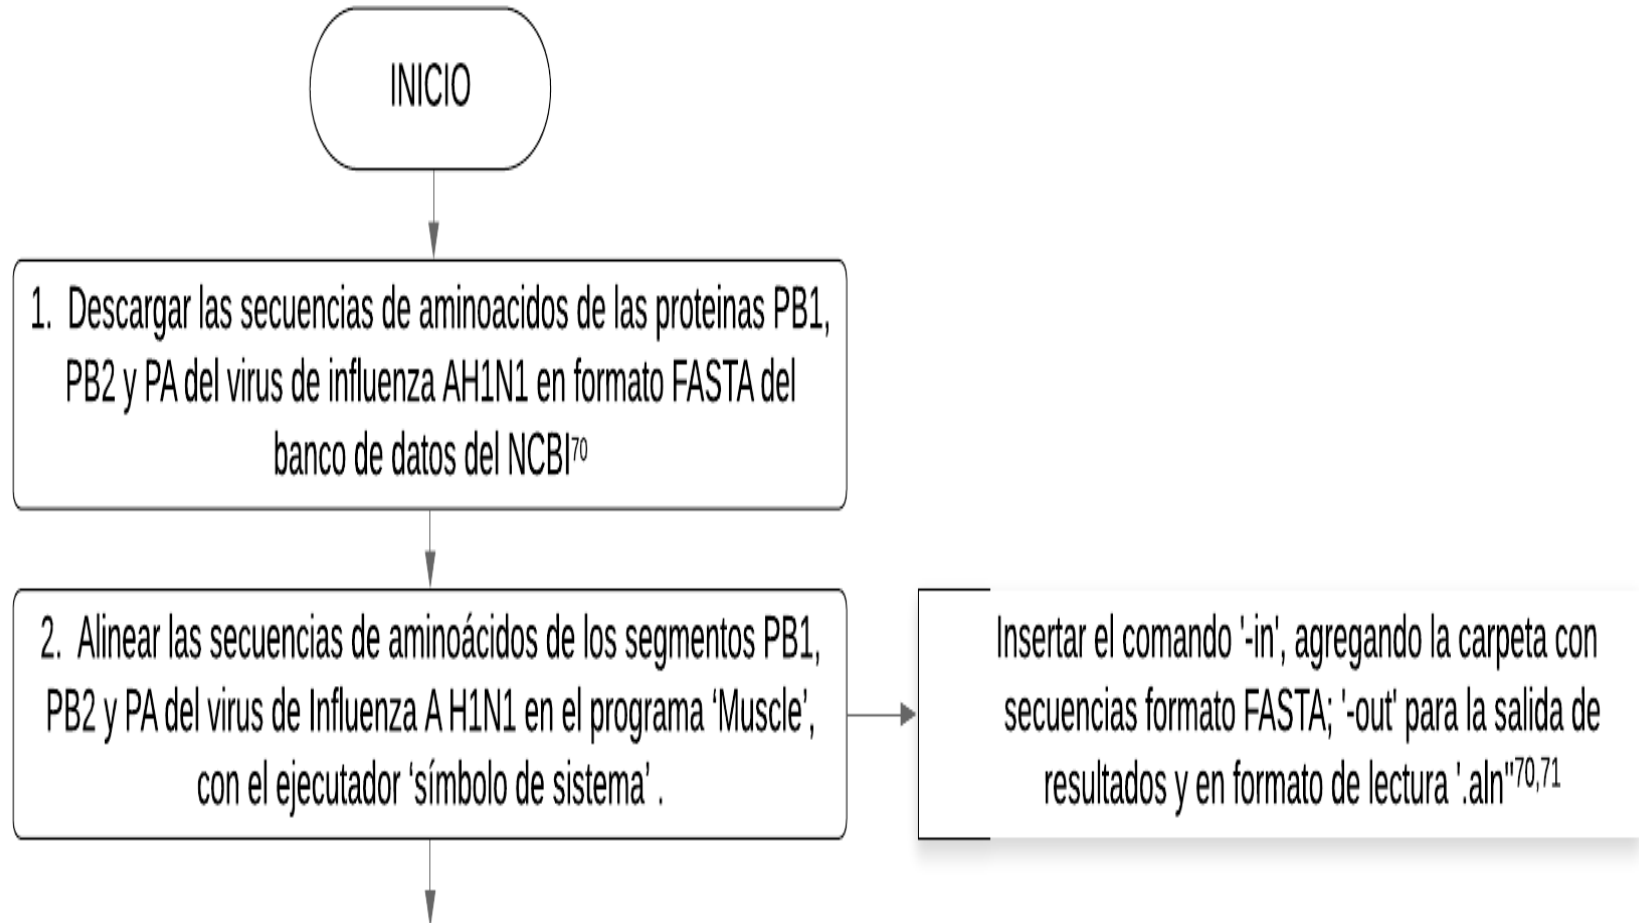 INICIO
1. Descargar las secuencias de aminoacidos de las proteinas PB1,
PB2 y PA del virus de influenza AH1N1 en formato FASTA del
banco de datos del NCBI70
2. Alinear las secuencias de aminoácidos de los segmentos PB1,
PB2 y PA del virus de Influenza A H1N1 en el programa ‘Muscle’,
con el ejecutador ‘símbolo de sistema’ .
Insertar el comando '-in', agregando la carpeta con
secuencias formato FASTA; '-out' para la salida de
resultados y en formato de lectura '.aln''70,71